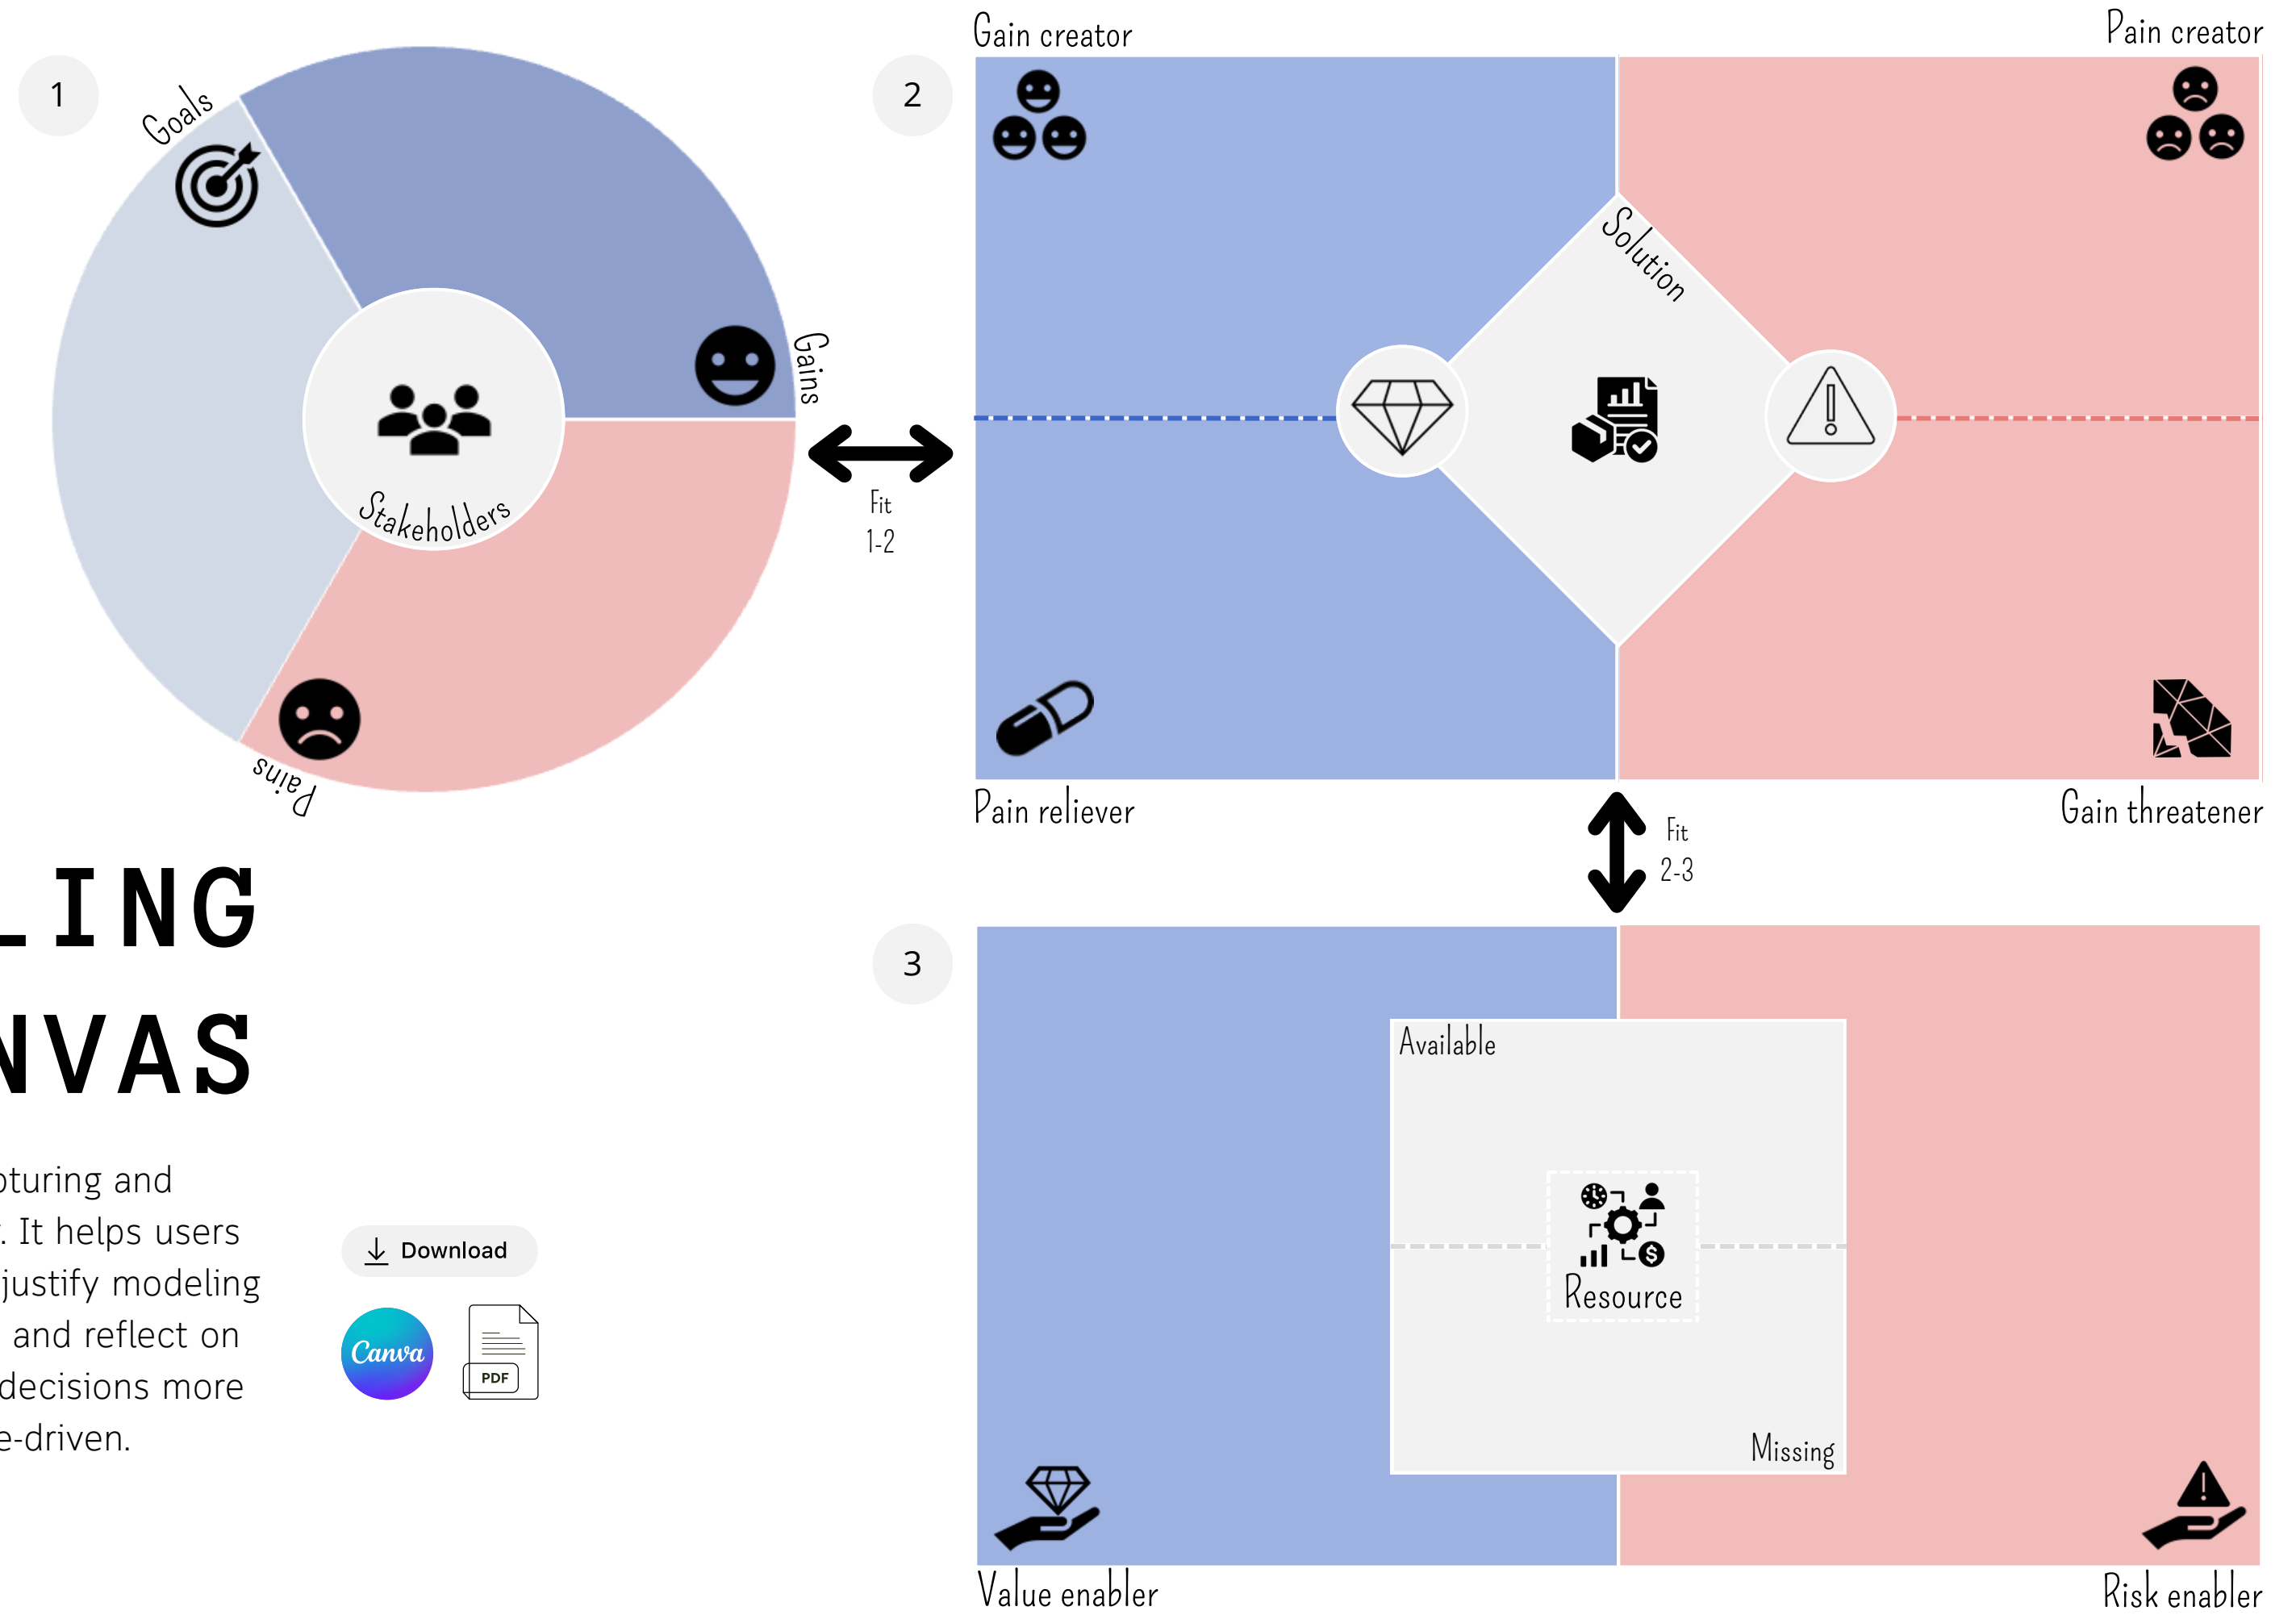 1
Goals
Gains
Stakeholders
Pains
Fit
1-2
2
Gain creator
Pain creator
Solution
Pain reliever
Gain threatener
Fit
2-3
3
Available
Resource
Missing
Value enabler
Risk enabler
LING
NVAS
pturing and
. It helps users
justify modeling
and reflect on
decisions more
e-driven.
Download
Canva
PDF